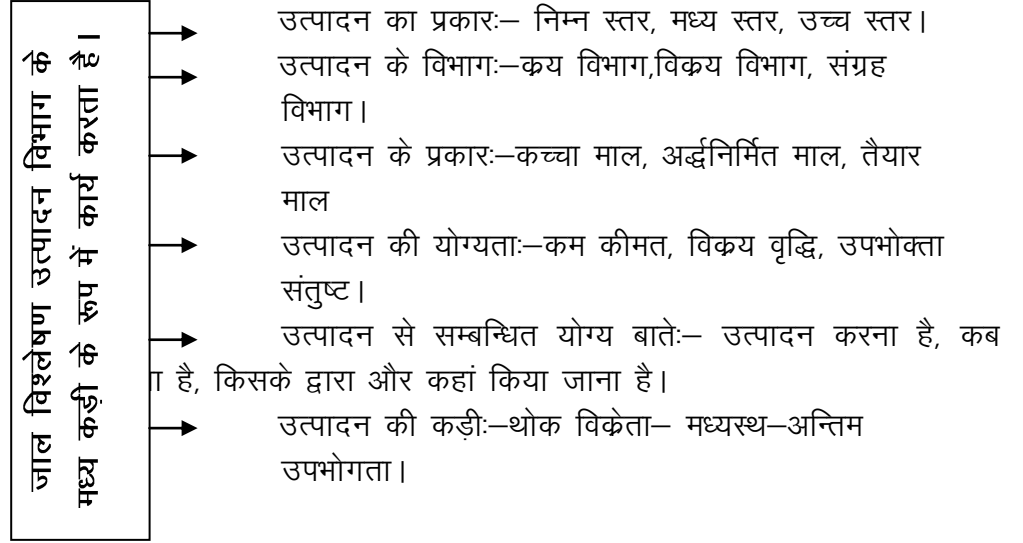 जाल विश्लेषण उत्पादन विभाग के
मध्य कड़ी के रूप में कार्य करता है।
उत्पादन का प्रकारः– निम्न स्तर, मध्य स्तर, उच्च स्तर।
उत्पादन के विभागः–क्रय विभाग,विक्रय विभाग, संग्रह
विभाग।
उत्पादन के प्रकारः–कच्चा माल, अर्द्धनिर्मित माल, तैयार
माल
उत्पादन की योग्यताः–कम कीमत, विक्रय वृद्धि, उपभोक्ता
संतुष्ट।
उत्पादन से सम्बन्धित योग्य बातेः– उत्पादन करना है, कब
है, किसके द्वारा और कहां किया जाना है।
उत्पादन की कड़ीः–थोक विक्रेता– मध्यस्थ–अन्तिम
उपभोगता।